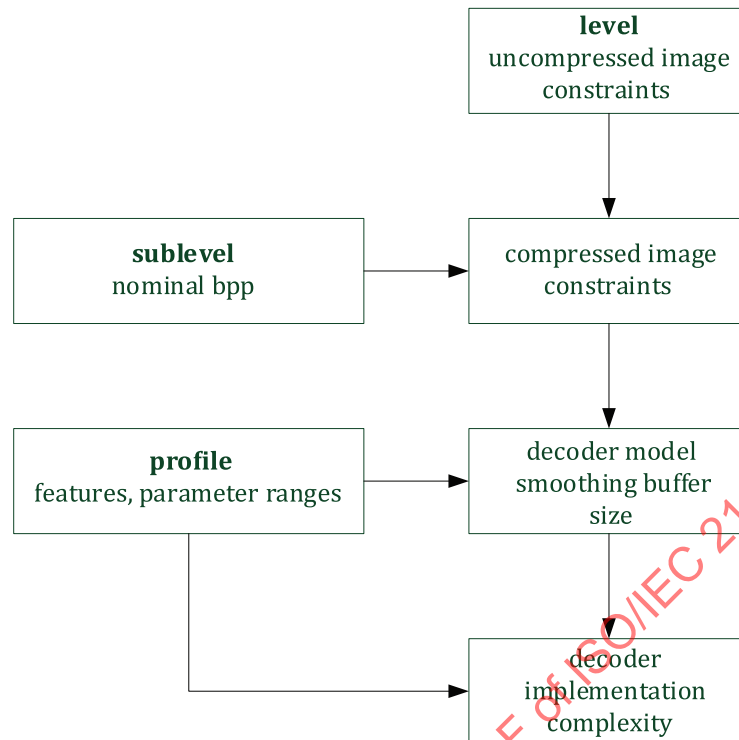 level
uncompressed image
constraints
sublevel
nominal bpp
compressed image
constraints
profile
features, parameter ranges
decoder model
smoothing buffer
size
decoder
implementation
complexity
F of ISO/IEC 21